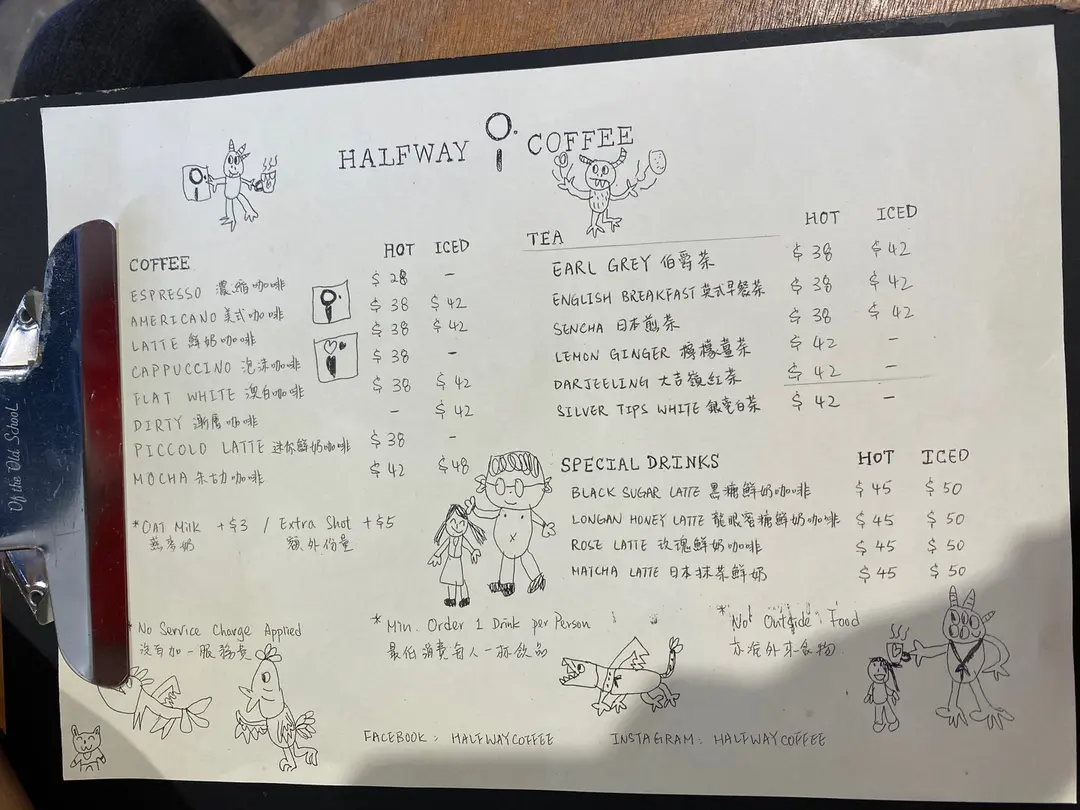 HALFWAY COFFEE
COFFEE HOT ICED
ESPRESSO 濃縮咖啡 $28 -
AMERICANO 美式咖啡 $38 $42
LATTE 鮮奶咖啡 $38 $42
CAPPUCCINO 泡沫咖啡 $38 -
FLAT WHITE 澳白咖啡 $38 $42
DIRTY 漸層咖啡 - $42
PICCOLO LATTE 迷你鮮奶咖啡 $38 -
MOCHA 朱古力咖啡 $42 $48
*OAT Milk +$3 / Extra Shot +$5
燕麥奶 額外份量
TEA HOT ICED
EARL GREY 伯爵茶 $38 $42
ENGLISH BREAKFAST 英式早餐茶 $38 $42
SENCHA 日本煎茶 $38 $42
LEMON GINGER 檸檬薑茶 $42 -
DARJEELING 大吉嶺紅茶 $42 -
SILVER TIPS WHITE 銀毫白茶 $42 -
SPECIAL DRINKS HOT ICED
BLACK SUGAR LATTE 黑糖鮮奶咖啡 $45 $50
LONGAN HONEY LATTE 龍眼蜜糖鮮奶咖啡 $45 $50
ROSE LATTE 玫瑰鮮奶咖啡 $45 $50
MATCHA LATTE 日本抹茶鮮奶 $45 $50
*No Service Charge Applied
沒有加一服務費
*Min. Order 1 Drink per Person
最低消費每人一杯飲品
*Not Outside Food
外來食物
FACEBOOK: HALFWAYCOFFEE INSTAGRAM: HALFWAYCOFFEE
Of the Old School